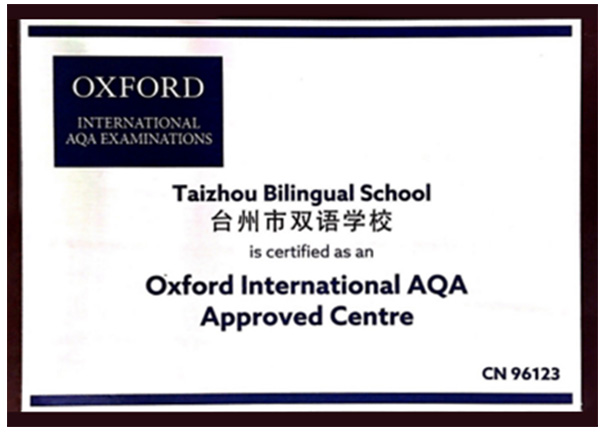 OXFORD
INTERNATIONAL
AQA EXAMINATIONS
Taizhou Bilingual School
台州市双语学校
is certified as an
Oxford International AQA
Approved Centre
CN 96123